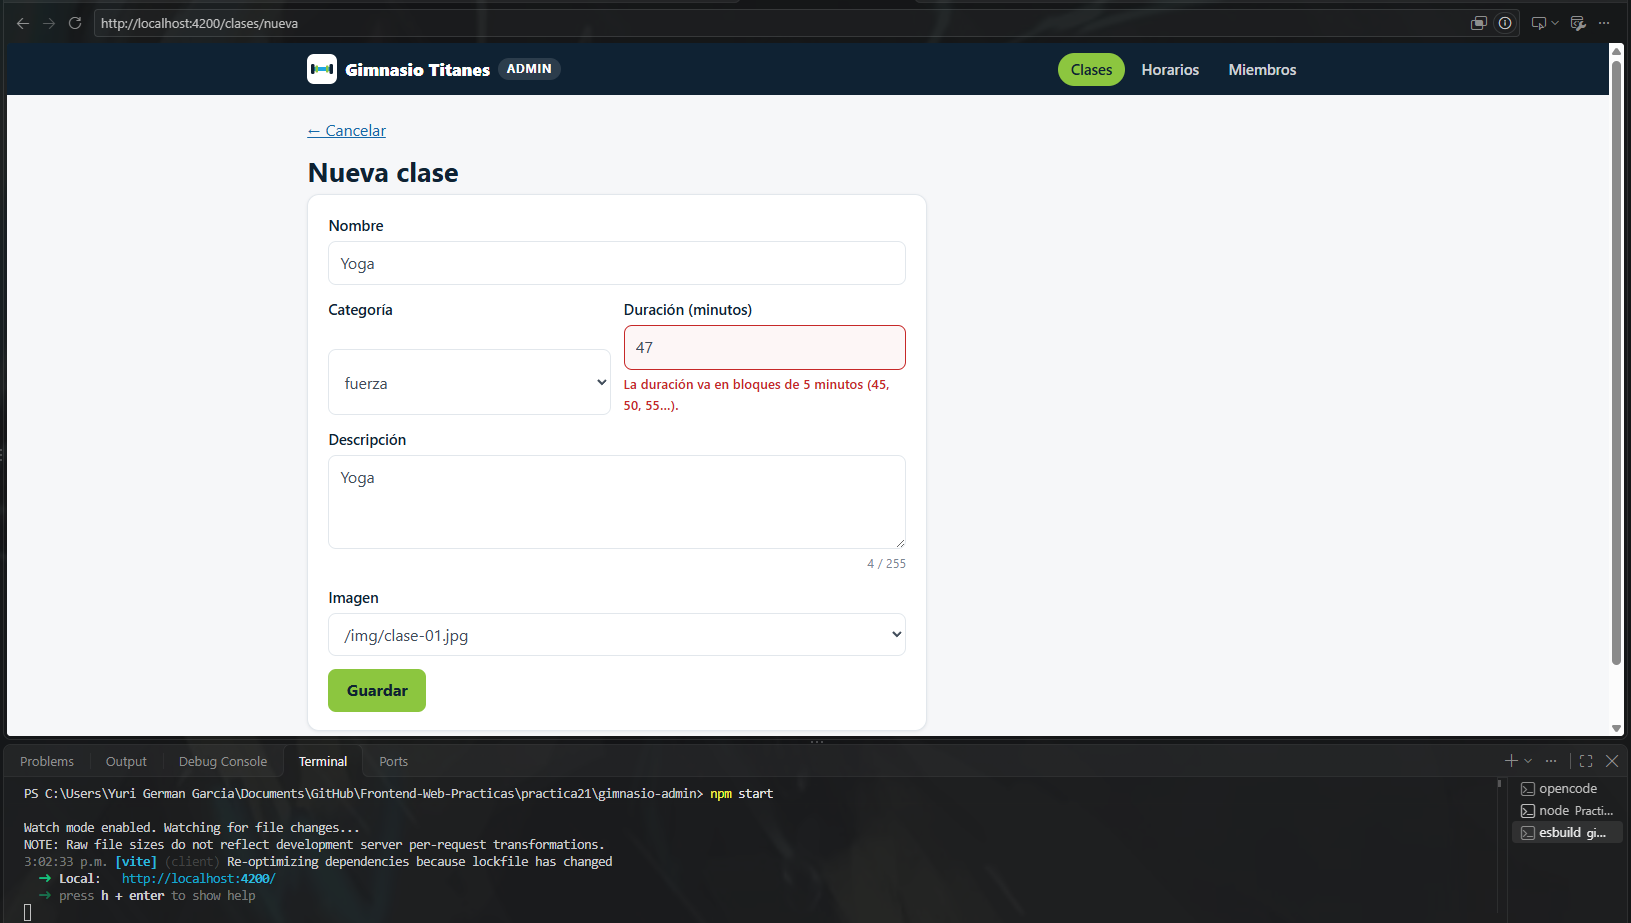 http://localhost:4200/clases/nueva
Gimnasio Titanes ADMIN Clases Horarios Miembros
← Cancelar
Nueva clase
Nombre
Yoga
Categoría
fuerza
Duración (minutos)
47
La duración va en bloques de 5 minutos (45,
50, 55...).
Descripción
Yoga
4 / 255
Imagen
/img/clase-01.jpg
Guardar
Problems Output Debug Console Terminal Ports
PS C:\Users\Yuri German Garcia\Documents\GitHub\Frontend-Web-Practicas\practica21\gimnasio-admin> npm start
Watch mode enabled. Watching for file changes...
NOTE: Raw file sizes do not reflect development server per-request transformations.
3:02:33 p.m. [vite] (client) Re-optimizing dependencies because lockfile has changed
➜ Local: http://localhost:4200/
➜ press h + enter to show help
opencode
node Practi...
esbuild gi...